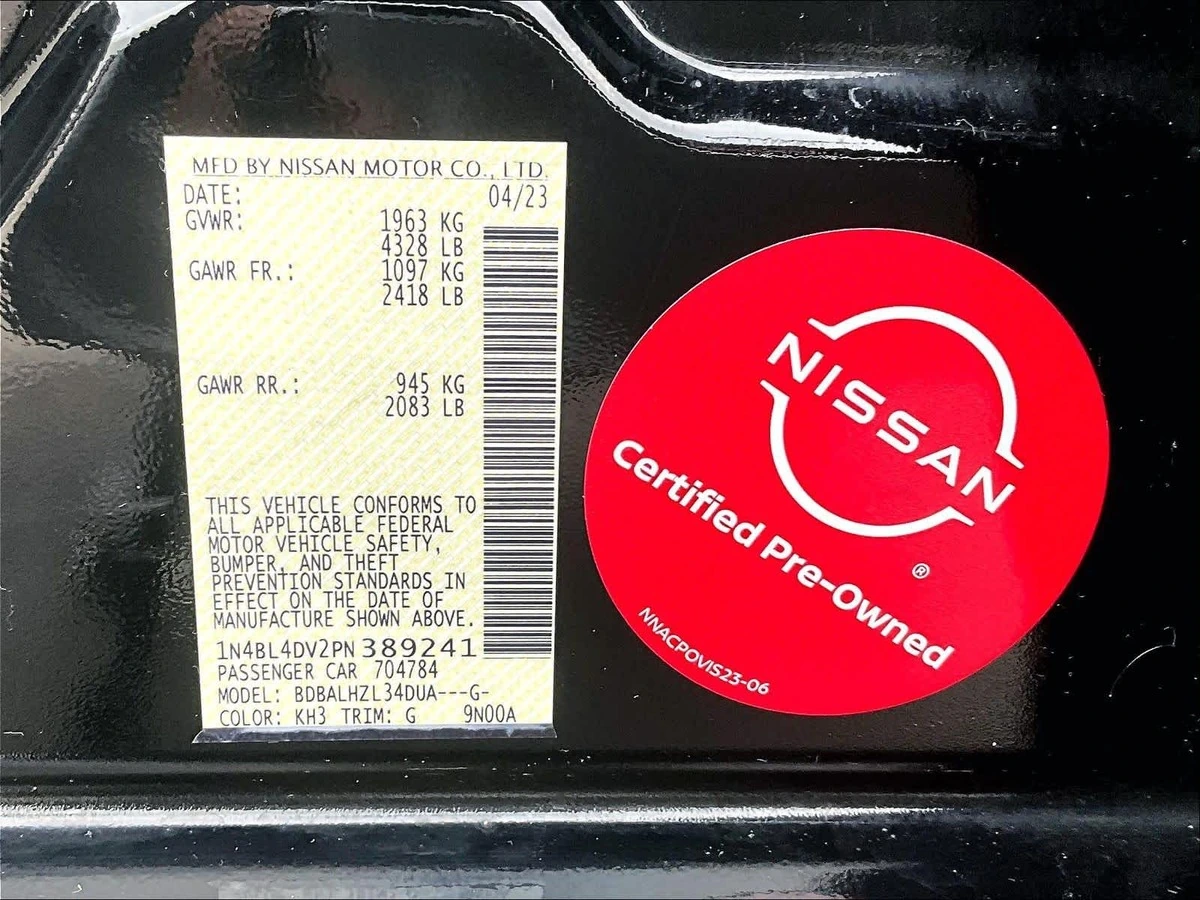 MFD BY NISSAN MOTOR CO., LTD.
DATE: 04/23
GVWR: 1963 KG
4328 LB
GAWR FR.: 1097 KG
2418 LB
GAWR RR.: 945 KG
2083 LB
THIS VEHICLE CONFORMS TO
ALL APPLICABLE FEDERAL
MOTOR VEHICLE SAFETY,
BUMPER, AND THEFT
PREVENTION STANDARDS IN
EFFECT ON THE DATE OF
MANUFACTURE SHOWN ABOVE.
1N4BL4DV2PN389241
PASSENGER CAR 704784
MODEL: BDBALHZL34DUA---G-
COLOR: KH3 TRIM: G 9N00A
NISSAN
®
Certified Pre-Owned
NNACPOVIS23-06